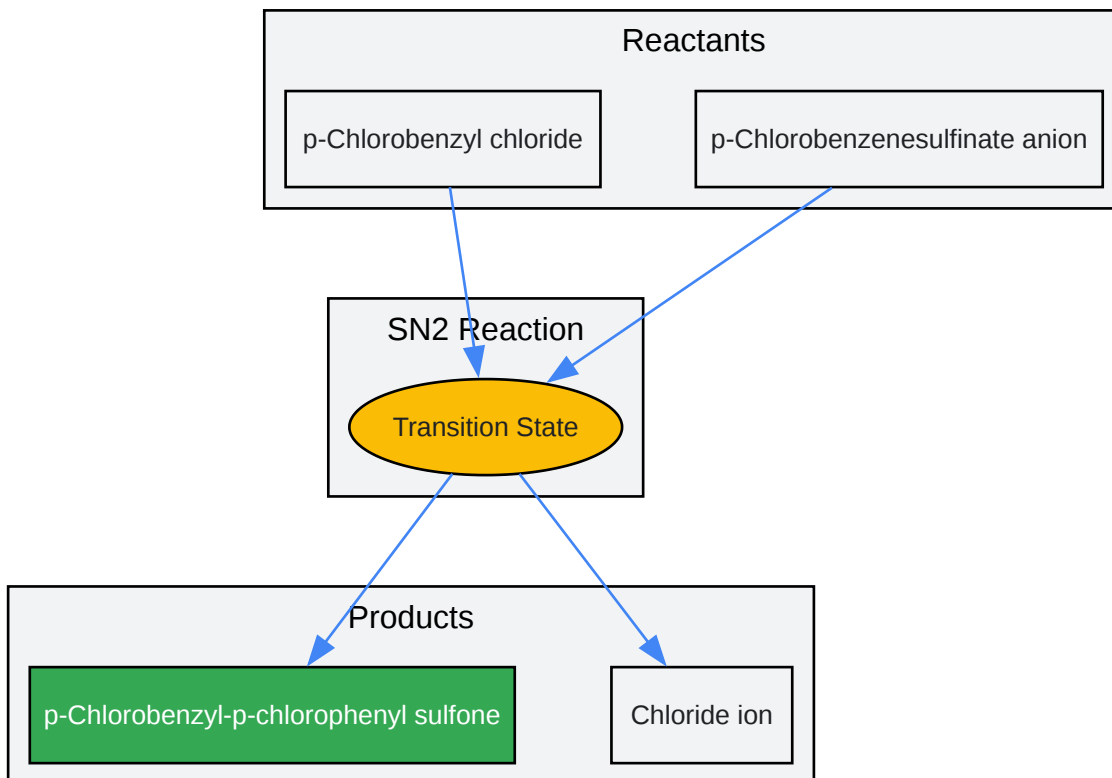 Reactants
p-Chlorobenzyl chloride
p-Chlorobenzenesulfinate anion
SN2 Reaction
Transition State
Products
p-Chlorobenzyl-p-chlorophenyl sulfone
Chloride ion